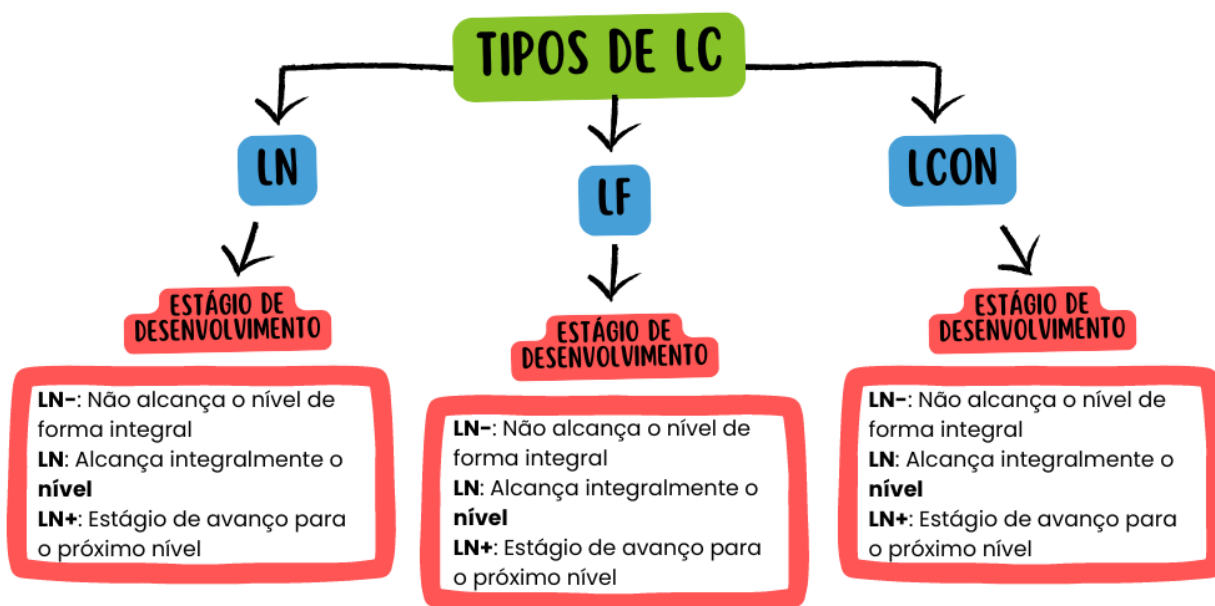 TIPOS DE LC
LN
LF
LCON
ESTÁGIO DE
DESENVOLVIMENTO
LN-: Não alcança o nível de
forma integral
LN: Alcança integralmente o
nível
LN+: Estágio de avanço para
o próximo nível
ESTÁGIO DE
DESENVOLVIMENTO
LN-: Não alcança o nível de
forma integral
LN: Alcança integralmente o
nível
LN+: Estágio de avanço para
o próximo nível
ESTÁGIO DE
DESENVOLVIMENTO
LN-: Não alcança o nível de
forma integral
LN: Alcança integralmente o
nível
LN+: Estágio de avanço para
o próximo nível